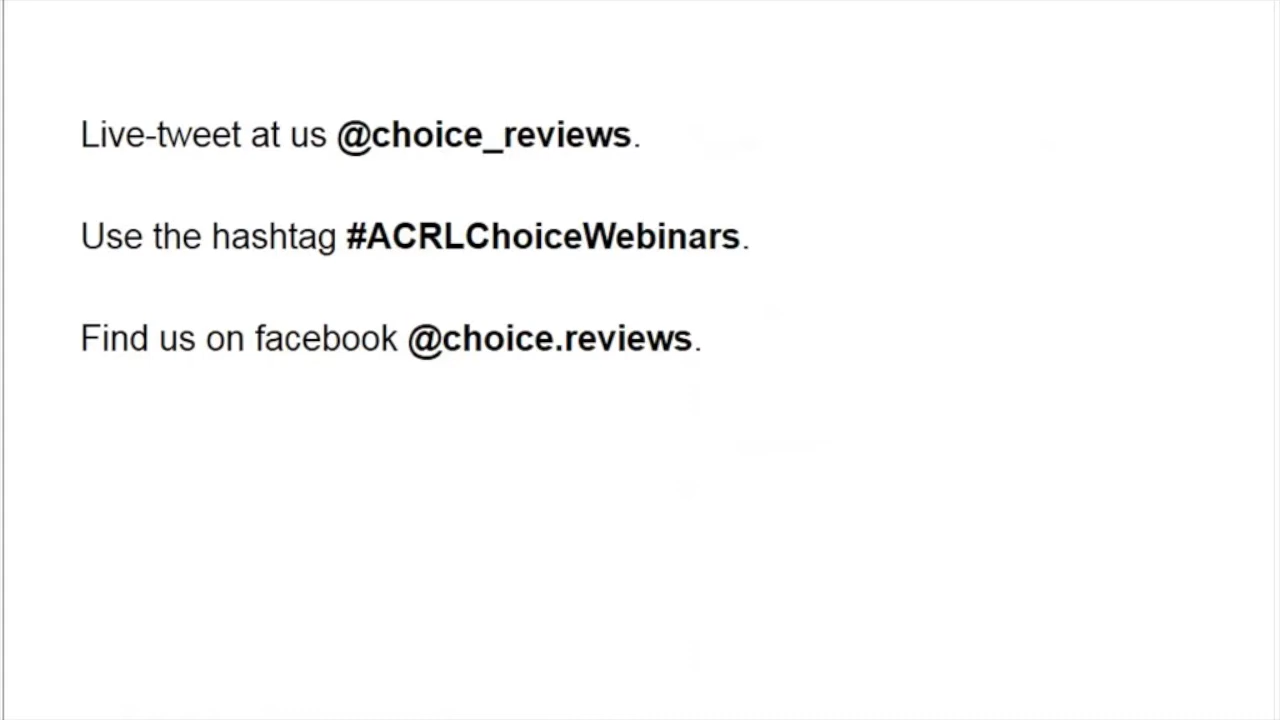 Live-tweet at us @choice_reviews.
Use the hashtag #ACRLChoiceWebinars.
Find us on facebook @choice.reviews.